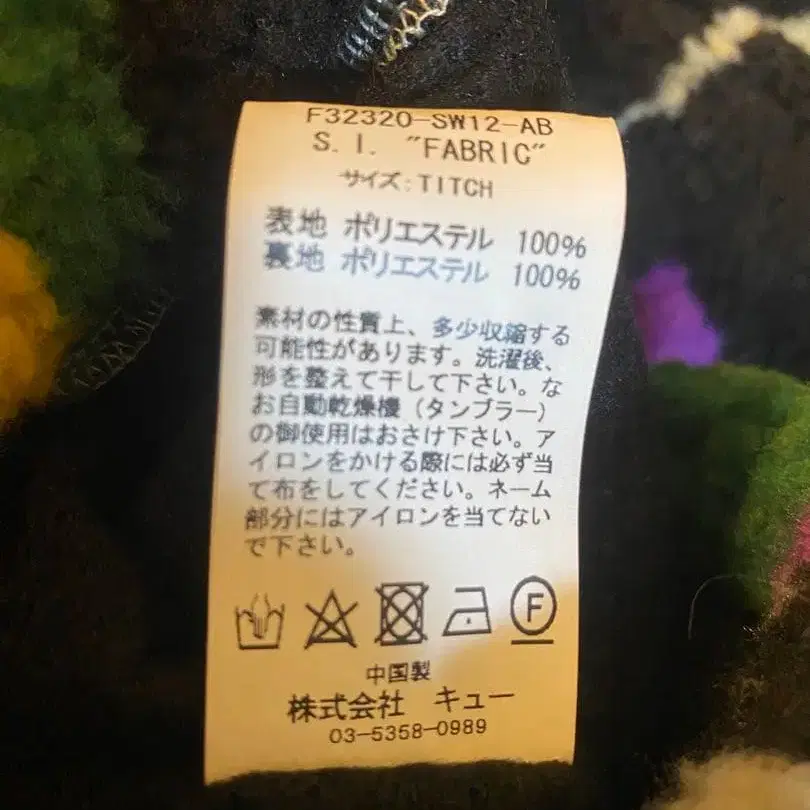 F32320-SW12-AB
S.I. "FABRIC"
サイズ:TITCH
表地 ポリエステル 100%
裏地 ポリエステル 100%
素材の性質上、多少収縮する
可能性があります。洗濯後、
形を整えて干して下さい。な
お自動乾燥機（タンブラー）
の御使用はおさけ下さい。ア
イロンをかける際には必ず当
て布をしてください。ネーム
部分にはアイロンを当てない
で下さい。
F
中国製
株式会社 キュー
03-5358-0989